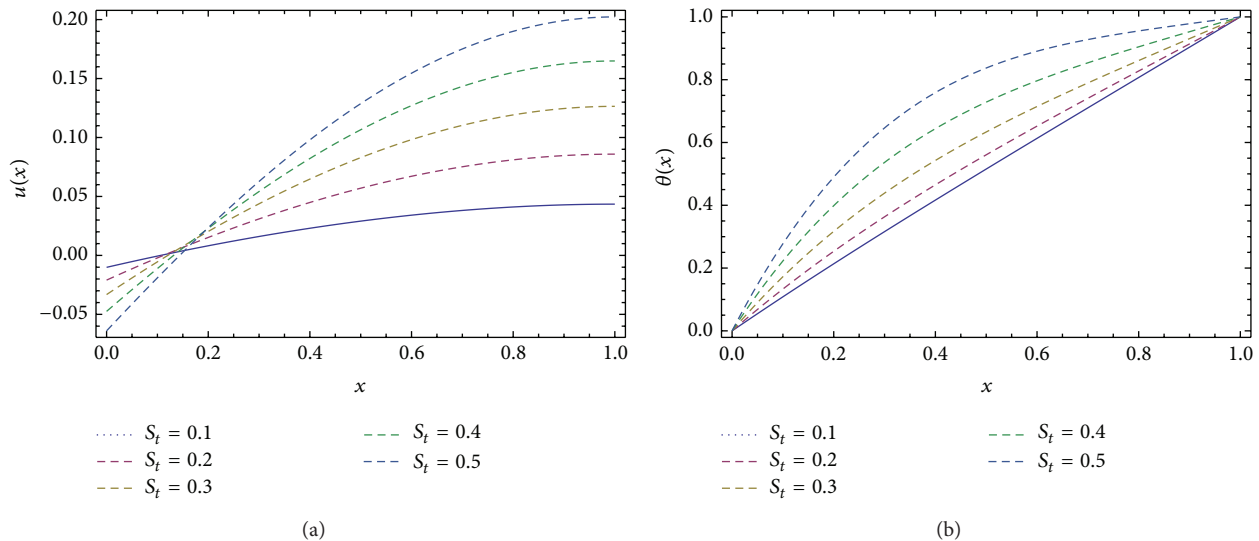 0.20
0.15
0.10
0.05
0.00
−0.05
u(x)
0.0 0.2 0.4 0.6 0.8 1.0
x
S_t = 0.1
S_t = 0.2
S_t = 0.3
S_t = 0.4
S_t = 0.5
(a)
1.0
0.8
0.6
0.4
0.2
0.0
θ(x)
0.0 0.2 0.4 0.6 0.8 1.0
x
S_t = 0.1
S_t = 0.2
S_t = 0.3
S_t = 0.4
S_t = 0.5
(b)